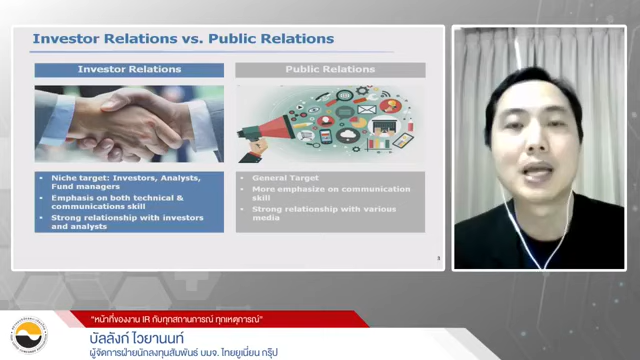 Investor Relations vs. Public Relations
Investor Relations
Niche target: Investors, Analysts,
Fund managers
Emphasis on both technical &
communications skill
Strong relationship with investors
and analysts
Public Relations
General Target
More emphasize on communication
skill
Strong relationship with various
media
"หน้าที่ของงาน IR กับทุกสถานการณ์ ทุกเหตุการณ์"
บัลลังก์ ไวยานนท์
ผู้จัดการฝ่ายนักลงทุนสัมพันธ์ บมจ. ไทยยูเนี่ยน กรุ๊ป